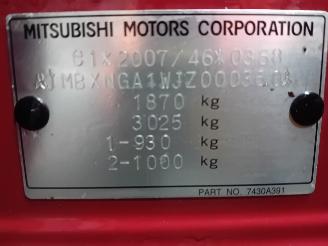 MITSUBISHI MOTORS CORPORATION
1870 kg
3025 kg
1-930 kg
2-1000 kg
PART NO. 7430A391